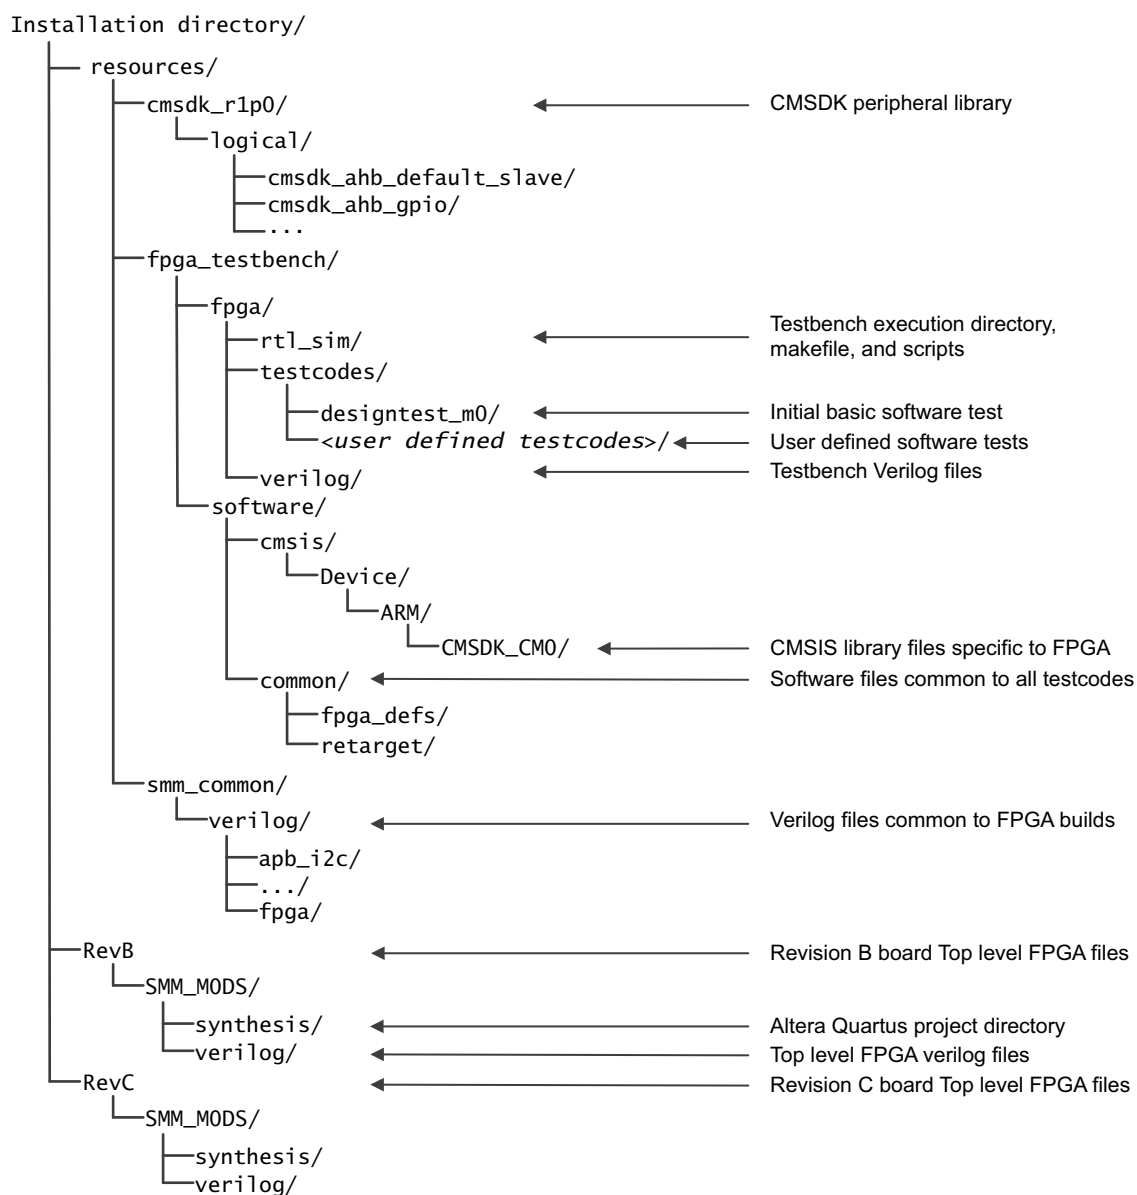 Installation directory/
resources/
cmsdk_r1p0/ CMSDK peripheral library
logical/
cmsdk_ahb_default_slave/
cmsdk_ahb_gpio/
...
fpga_testbench/
fpga/
rtl_sim/ Testbench execution directory,
makefile, and scripts
testcodes/
designtest_m0/ Initial basic software test
<user defined testcodes>/ User defined software tests
verilog/ Testbench Verilog files
software/
cmsis/
Device/
ARM/
CMSDK_CM0/ CMSIS library files specific to FPGA
common/ Software files common to all testcodes
fpga_defs/
retarget/
smm_common/
verilog/ Verilog files common to FPGA builds
apb_i2c/
.../
fpga/
RevB Revision B board Top level FPGA files
SMM_MODS/
synthesis/ Altera Quartus project directory
verilog/ Top level FPGA verilog files
RevC Revision C board Top level FPGA files
SMM_MODS/
synthesis/
verilog/